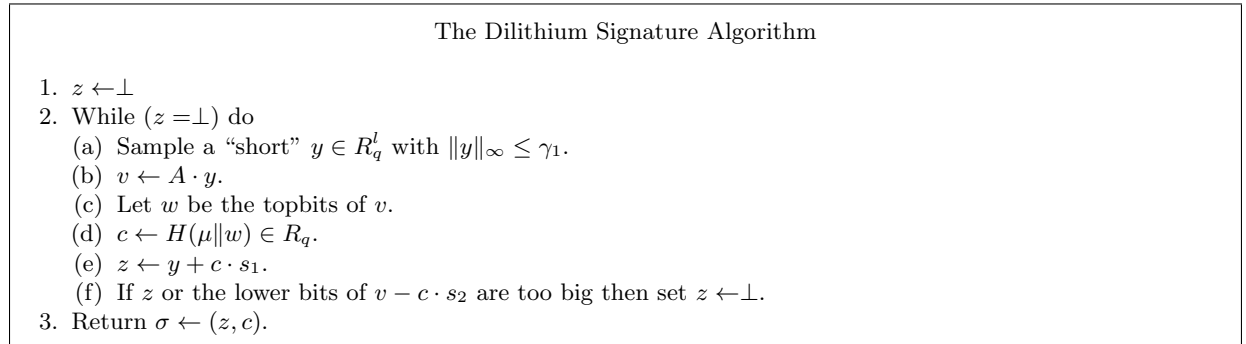 The Dilithium Signature Algorithm
1. z ←⊥
2. While (z =⊥) do
(a) Sample a “short” y ∈ R_q^l with ‖y‖_∞ ≤ γ_1.
(b) v ← A · y.
(c) Let w be the topbits of v.
(d) c ← H(μ‖w) ∈ R_q.
(e) z ← y + c · s_1.
(f) If z or the lower bits of v − c · s_2 are too big then set z ←⊥.
3. Return σ ← (z, c).